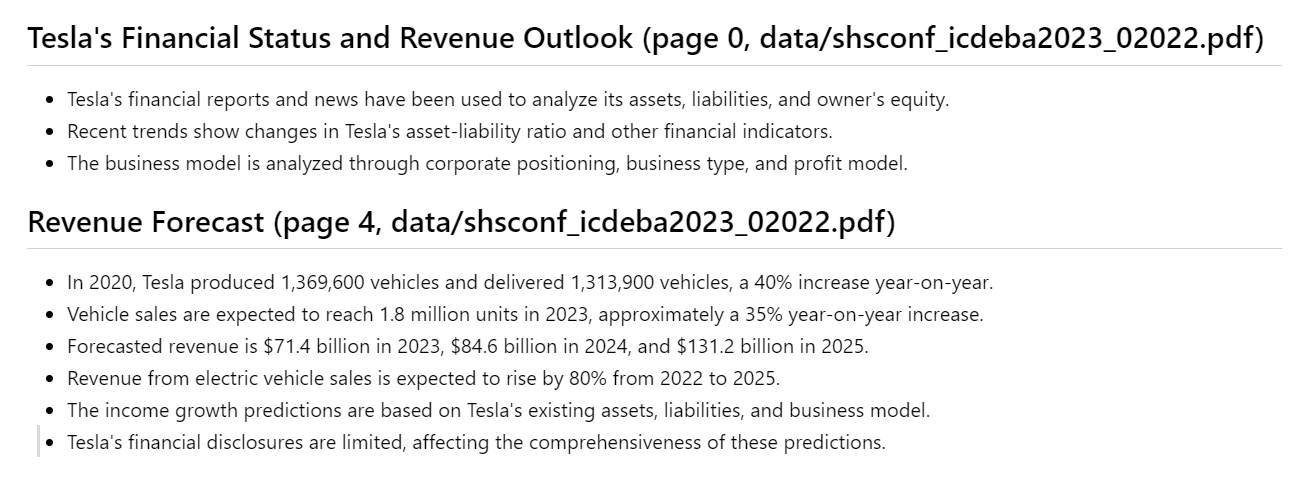 Tesla's Financial Status and Revenue Outlook (page 0, data/shsconf_icdeba2023_02022.pdf)
• Tesla's financial reports and news have been used to analyze its assets, liabilities, and owner's equity.
• Recent trends show changes in Tesla's asset-liability ratio and other financial indicators.
• The business model is analyzed through corporate positioning, business type, and profit model.
Revenue Forecast (page 4, data/shsconf_icdeba2023_02022.pdf)
• In 2020, Tesla produced 1,369,600 vehicles and delivered 1,313,900 vehicles, a 40% increase year-on-year.
• Vehicle sales are expected to reach 1.8 million units in 2023, approximately a 35% year-on-year increase.
• Forecasted revenue is $71.4 billion in 2023, $84.6 billion in 2024, and $131.2 billion in 2025.
• Revenue from electric vehicle sales is expected to rise by 80% from 2022 to 2025.
• The income growth predictions are based on Tesla's existing assets, liabilities, and business model.
• Tesla's financial disclosures are limited, affecting the comprehensiveness of these predictions.